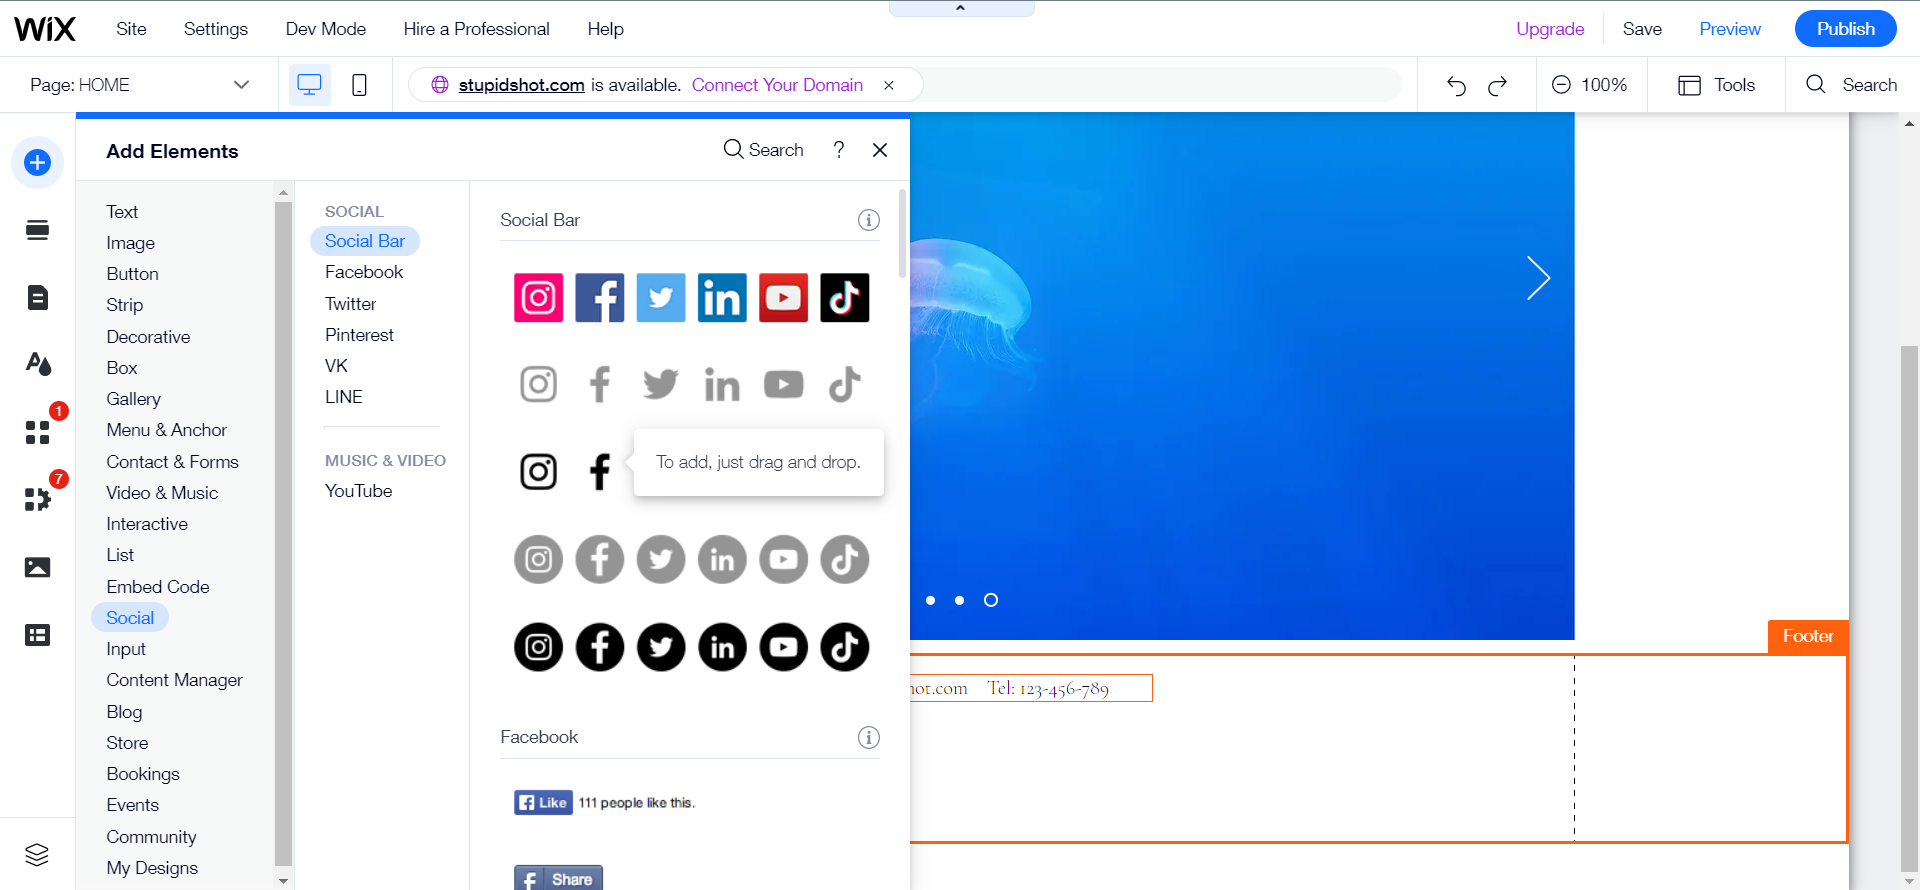 WiX Site Settings Dev Mode Hire a Professional Help Upgrade Save Preview Publish
Page: HOME stupidshot.com is available. Connect Your Domain 100% Tools Search
Add Elements Search ?
Text
Image
Button
Strip
Decorative
Box
Gallery
Menu & Anchor
Contact & Forms
Video & Music
Interactive
List
Embed Code
Social
Input
Content Manager
Blog
Store
Bookings
Events
Community
My Designs
1
7
SOCIAL
Social Bar
Facebook
Twitter
Pinterest
VK
LINE
MUSIC & VIDEO
YouTube
Social Bar
To add, just drag and drop.
Facebook
Like 111 people like this.
Share
Footer
hot.com Tel: 123-456-789